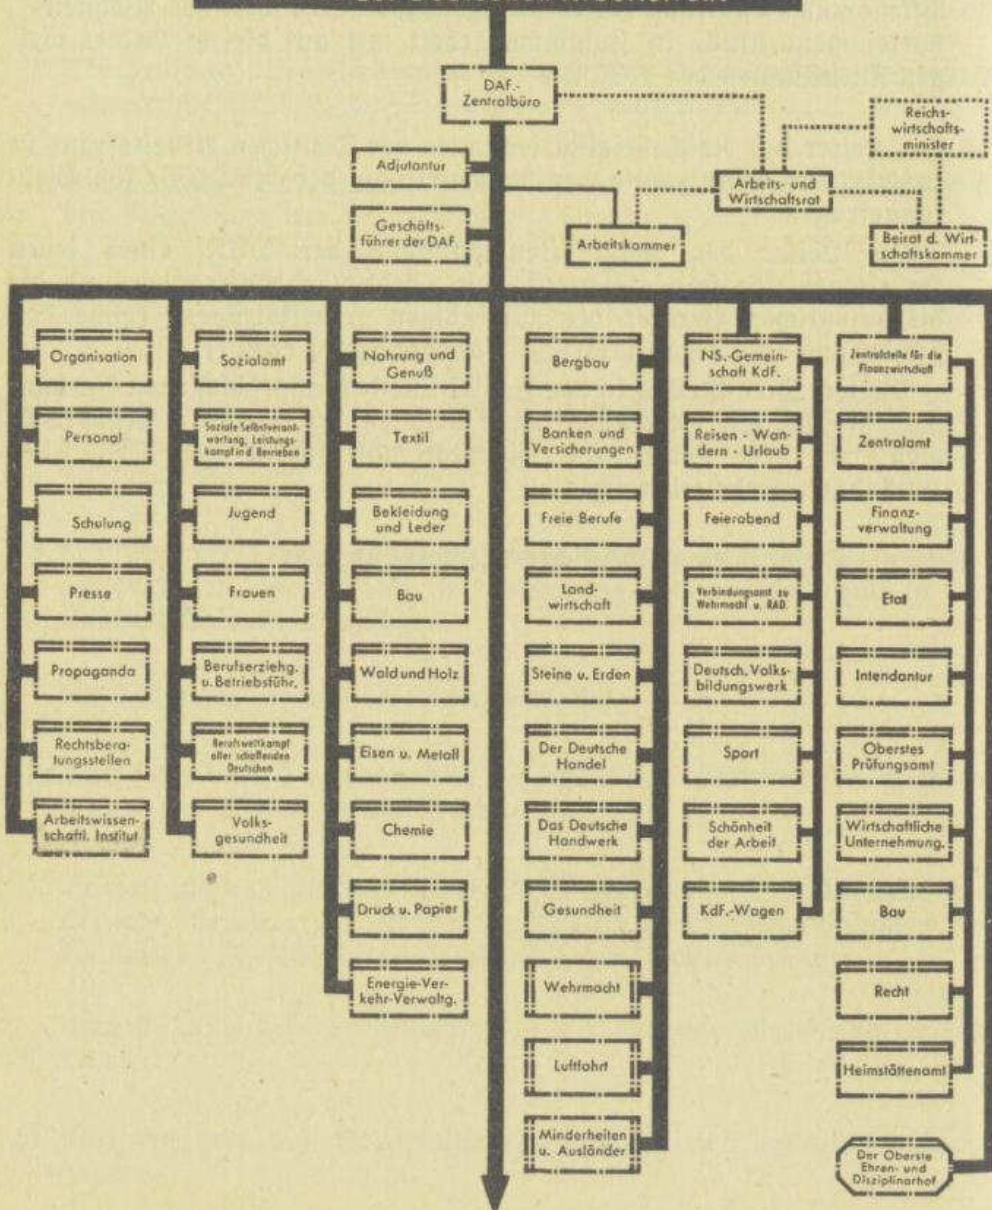 DAF.-
Zentralbüro
Reichs-
wirtschafts-
minister
Adjutantur
Arbeits- und
Wirtschaftsrat
Geschäfts-
führer der DAF.
Arbeitskammer
Beirat d. Wirt-
schaftskammer
Organisation
Personal
Schulung
Presse
Propaganda
Rechtsbera-
tungsstellen
Arbeitswissen-
schaftl. Institut
Sozialamt
Soziale Selbstverant-
wortung, Leistungs-
kampf in d. Betrieben
Jugend
Frauen
Berufserziehg.
u. Betriebsführ.
Berufswettkampf
aller schaffenden
Deutschen
Volks-
gesundheit
Nahrung und
Genuß
Textil
Bekleidung
und Leder
Bau
Wald und Holz
Eisen u. Metall
Chemie
Druck u. Papier
Energie-Ver-
kehr-Verwaltg.
Bergbau
Banken und
Versicherungen
Freie Berufe
Land-
wirtschaft
Steine u. Erden
Der Deutsche
Handel
Das Deutsche
Handwerk
Gesundheit
Wehrmacht
Luftfahrt
Minderheiten
u. Ausländer
NS.-Gemein-
schaft KdF.
Reisen - Wan-
dern - Urlaub
Feierabend
Verbindungsamt zu
Wehrmacht u. RAD.
Deutsch. Volks-
bildungswerk
Sport
Schönheit
der Arbeit
KdF.-Wagen
Zentralstelle für die
Finanzwirtschaft
Zentralamt
Finanz-
verwaltung
Etat
Intendantur
Oberstes
Prüfungsamt
Wirtschaftliche
Unternehmung.
Bau
Recht
Heimstättenamt
Der Oberste
Ehren- und
Disziplinarhof